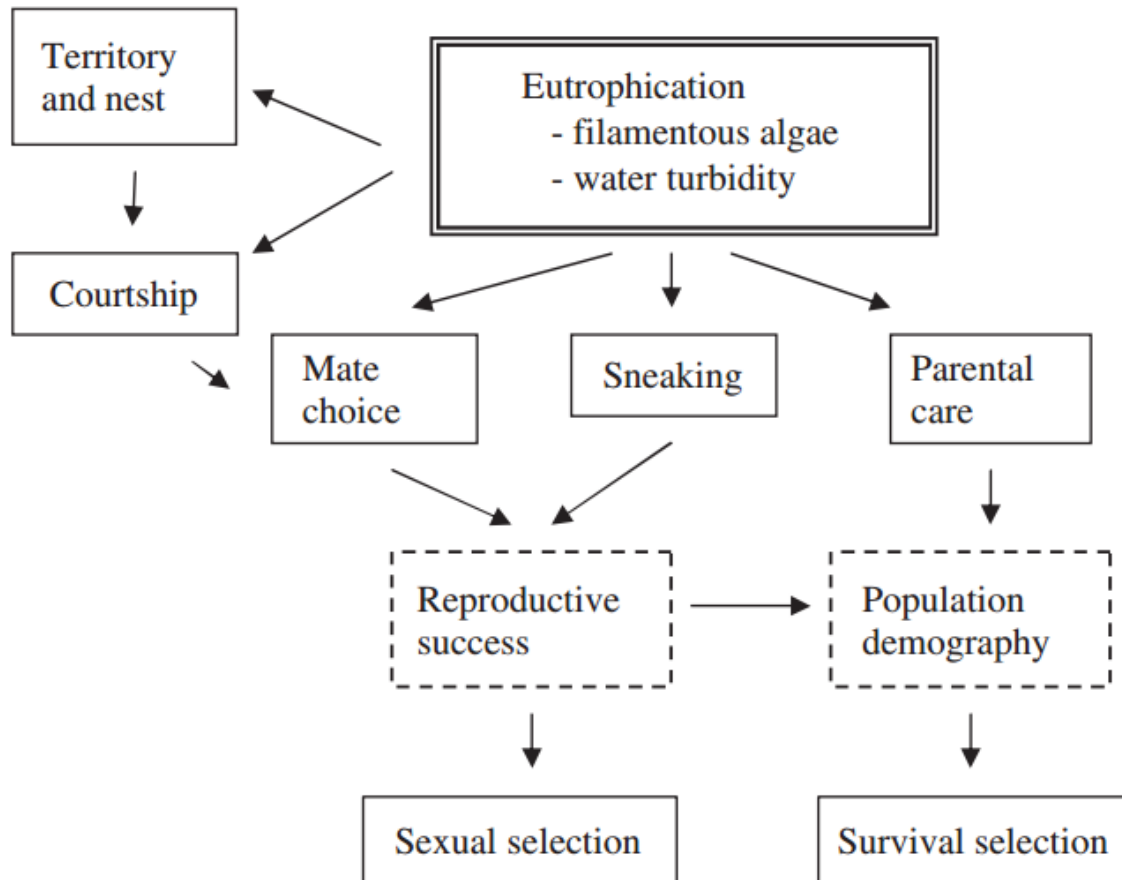 Territory
and nest
Eutrophication
- filamentous algae
- water turbidity
Courtship
Mate
choice
Sneaking
Parental
care
Reproductive
success
Population
demography
Sexual selection
Survival selection